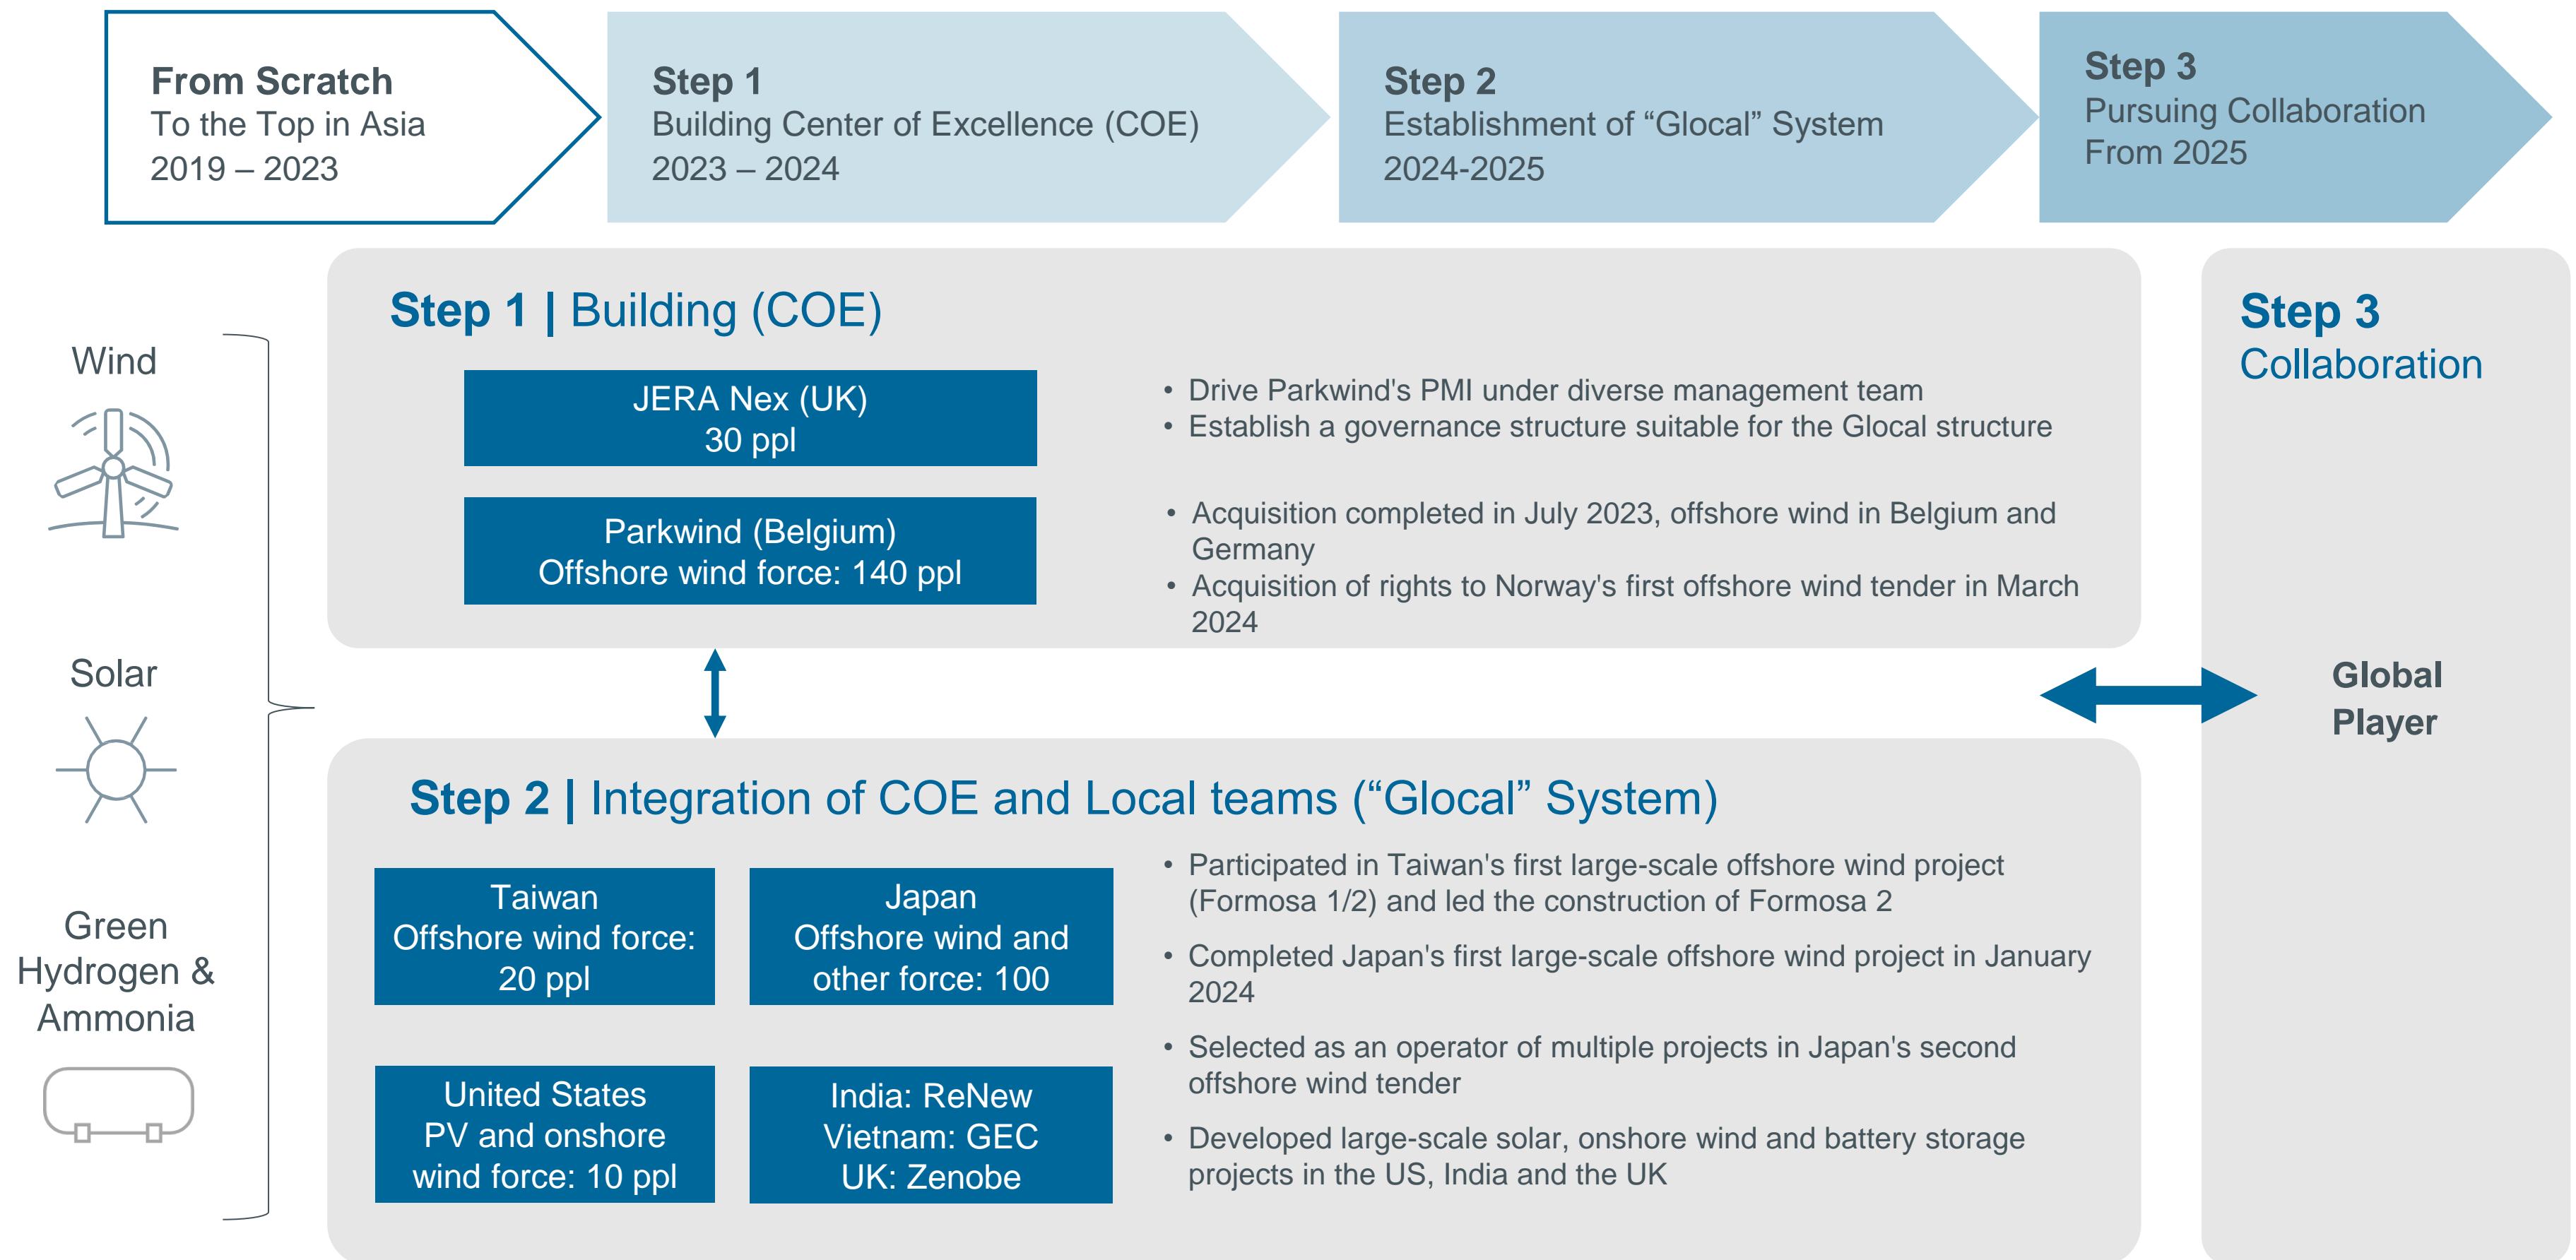 From Scratch
To the Top in Asia
2019 – 2023
Step 1
Building Center of Excellence (COE)
2023 – 2024
Step 2
Establishment of “Glocal” System
2024-2025
Step 3
Pursuing Collaboration
From 2025
Wind
Solar
Green
Hydrogen &
Ammonia
Step 1 | Building (COE)
JERA Nex (UK)
30 ppl
• Drive Parkwind's PMI under diverse management team
• Establish a governance structure suitable for the Glocal structure
Parkwind (Belgium)
Offshore wind force: 140 ppl
• Acquisition completed in July 2023, offshore wind in Belgium and
Germany
• Acquisition of rights to Norway's first offshore wind tender in March
2024
Step 2 | Integration of COE and Local teams (“Glocal” System)
Taiwan
Offshore wind force:
20 ppl
Japan
Offshore wind and
other force: 100
United States
PV and onshore
wind force: 10 ppl
India: ReNew
Vietnam: GEC
UK: Zenobe
• Participated in Taiwan's first large-scale offshore wind project
(Formosa 1/2) and led the construction of Formosa 2
• Completed Japan's first large-scale offshore wind project in January
2024
• Selected as an operator of multiple projects in Japan's second
offshore wind tender
• Developed large-scale solar, onshore wind and battery storage
projects in the US, India and the UK
Step 3
Collaboration
Global
Player